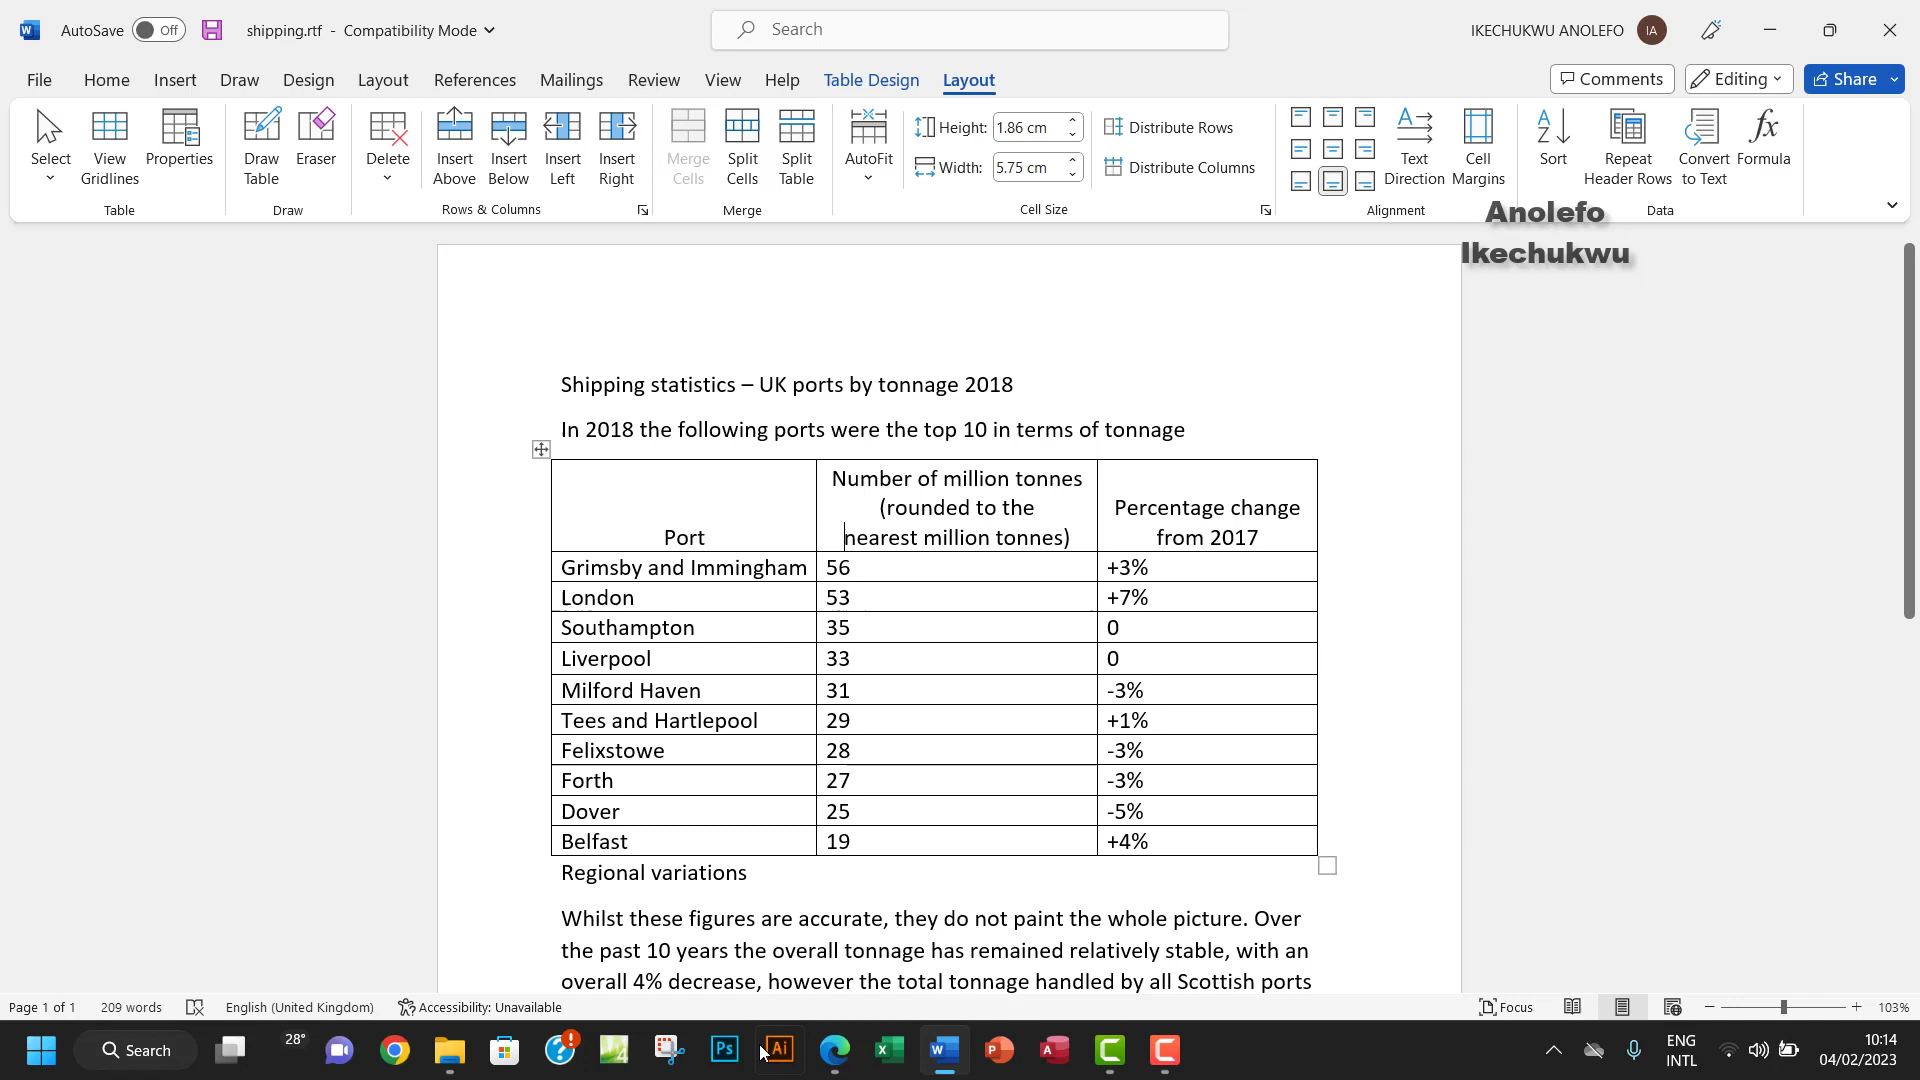 AutoSave Off shipping.rtf - Compatibility Mode Search IKECHUKWU ANOLEFO IA
File Home Insert Draw Design Layout References Mailings Review View Help Table Design Layout Comments Editing Share
Select View Gridlines Properties Draw Table Eraser Delete Insert Above Insert Below Insert Left Insert Right Merge Cells Split Cells Split Table AutoFit Height: 1.86 cm Distribute Rows Text Direction Cell Margins Sort Repeat Header Rows Convert to Text Formula
Width: 5.75 cm Distribute Columns
Table Draw Rows & Columns Merge Cell Size Alignment Data
Anolefo
Ikechukwu
Shipping statistics – UK ports by tonnage 2018
In 2018 the following ports were the top 10 in terms of tonnage
Port Number of million tonnes (rounded to the nearest million tonnes) Percentage change from 2017
Grimsby and Immingham 56 +3%
London 53 +7%
Southampton 35 0
Liverpool 33 0
Milford Haven 31 -3%
Tees and Hartlepool 29 +1%
Felixstowe 28 -3%
Forth 27 -3%
Dover 25 -5%
Belfast 19 +4%
Regional variations
Whilst these figures are accurate, they do not paint the whole picture. Over
the past 10 years the overall tonnage has remained relatively stable, with an
overall 4% decrease, however the total tonnage handled by all Scottish ports
Page 1 of 1 209 words English (United Kingdom) Accessibility: Unavailable Focus 103%
Search 28° Ps Ai ENG INTL 10:14 04/02/2023